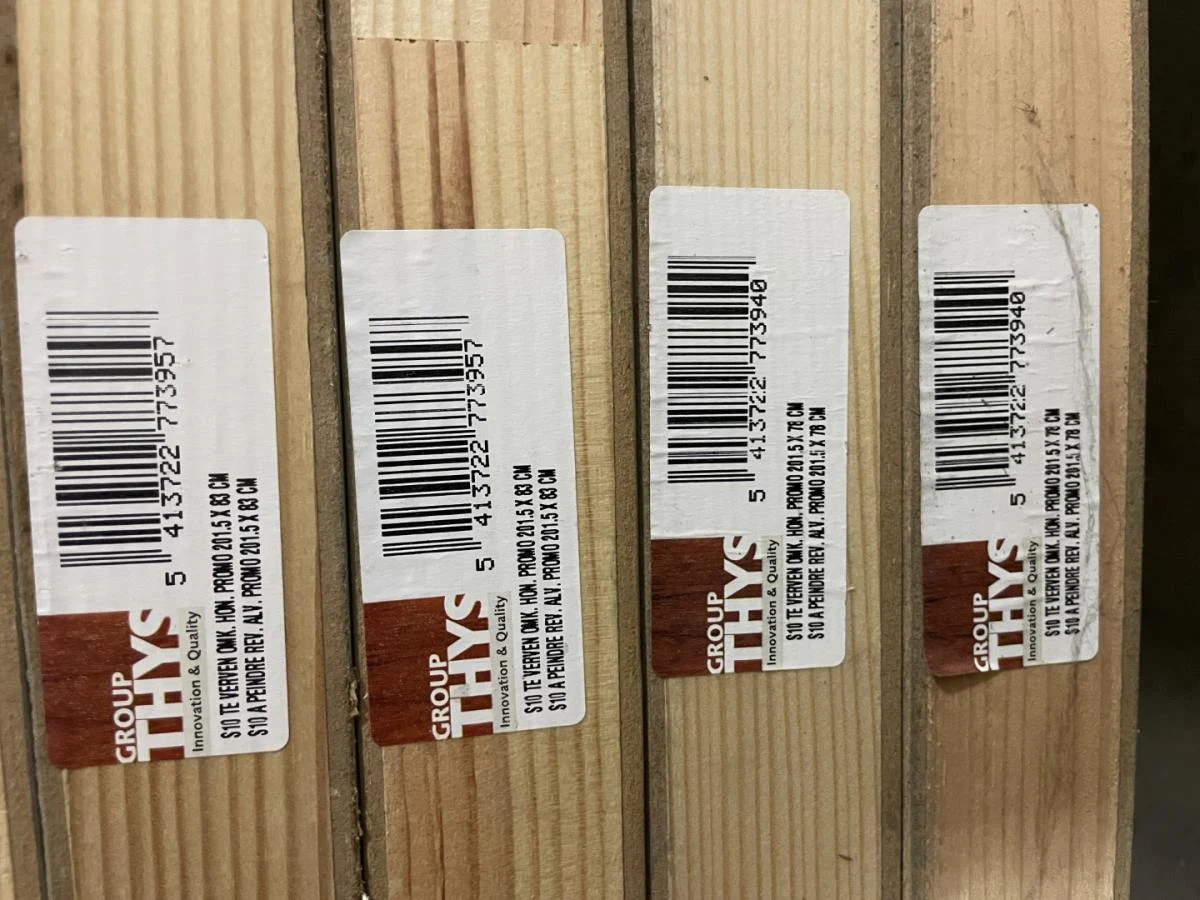 GROUP
THYS
Innovation & Quality
5 413722 773957
S10 TE VERVEN OMK. HON. PROMO 201.5 X 83 CM
S10 A PEINDRE REV. ALV. PROMO 201.5 X 83 CM
GROUP
THYS
Innovation & Quality
5 413722 773957
S10 TE VERVEN OMK. HON. PROMO 201.5 X 83 CM
S10 A PEINDRE REV. ALV. PROMO 201.5 X 83 CM
GROUP
THYS
Innovation & Quality
5 413722 773940
S10 TE VERVEN OMK. HON. PROMO 201.5 X 78 CM
S10 A PEINDRE REV. ALV. PROMO 201.5 X 78 CM
GROUP
THYS
Innovation & Quality
5 413722 773940
S10 TE VERVEN OMK. HON. PROMO 201.5 X 78 CM
S10 A PEINDRE REV. ALV. PROMO 201.5 X 78 CM